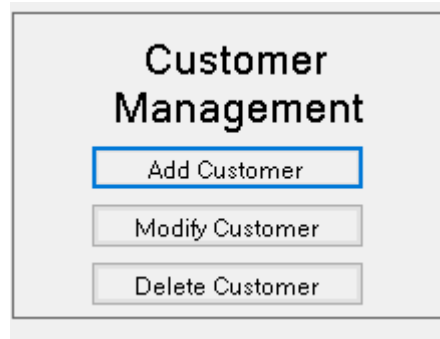 Customer
Management
Add Customer
Modify Customer
Delete Customer